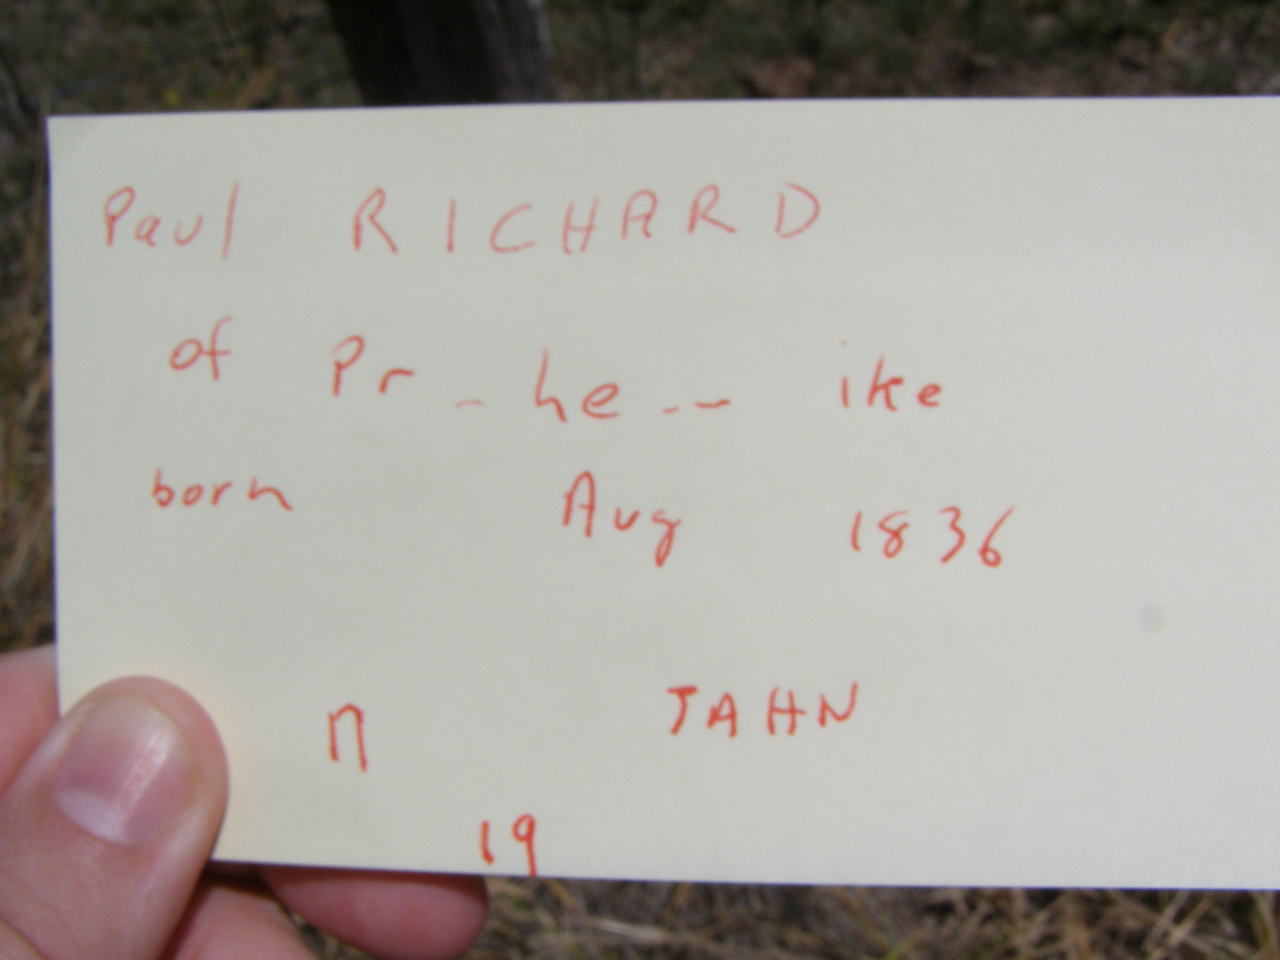 Paul RICHARD
of Pr _ he _ _ ike
born Aug 1836
n JAHN
19